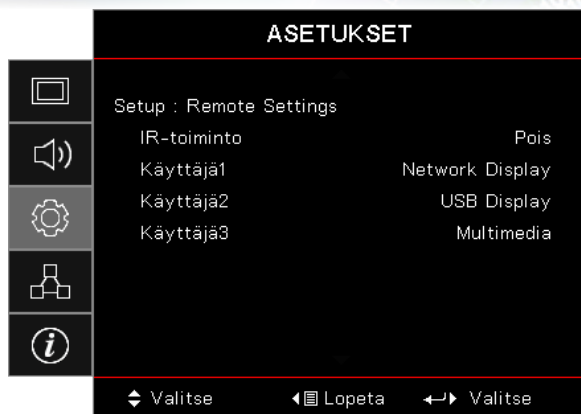 ASETUKSET
Setup : Remote Settings
IR-toiminto Pois
Käyttäjä1 Network Display
Käyttäjä2 USB Display
Käyttäjä3 Multimedia
Valitse Lopeta Valitse